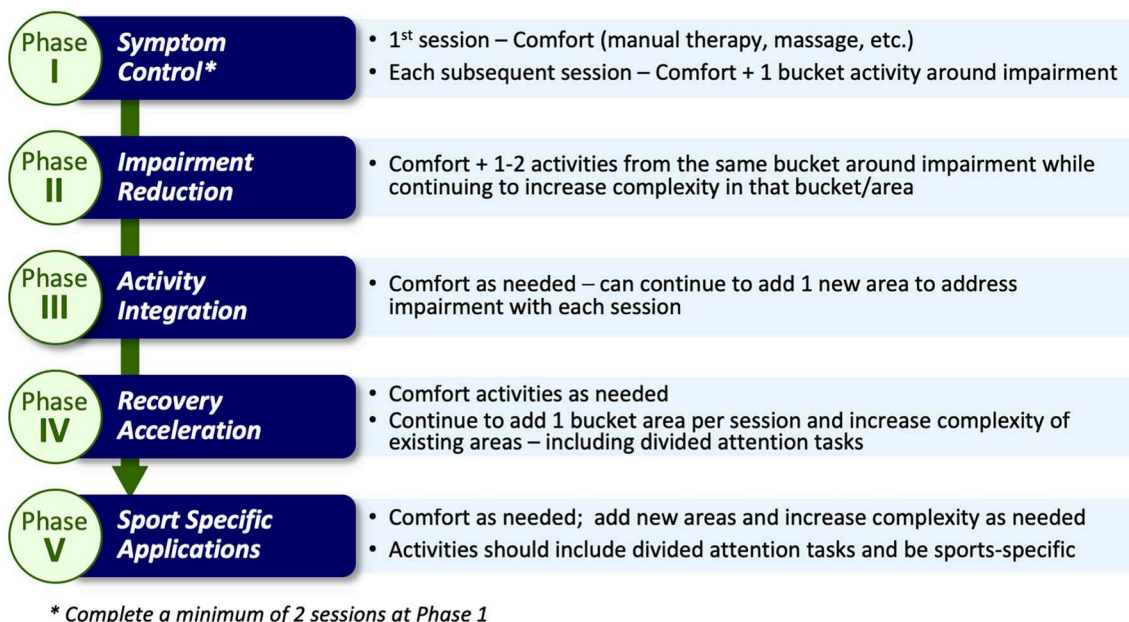 Phase
I
Symptom
Control*
• 1st session – Comfort (manual therapy, massage, etc.)
• Each subsequent session – Comfort + 1 bucket activity around impairment
Phase
II
Impairment
Reduction
• Comfort + 1-2 activities from the same bucket around impairment while
continuing to increase complexity in that bucket/area
Phase
III
Activity
Integration
• Comfort as needed – can continue to add 1 new area to address
impairment with each session
Phase
IV
Recovery
Acceleration
• Comfort activities as needed
• Continue to add 1 bucket area per session and increase complexity of
existing areas – including divided attention tasks
Phase
V
Sport Specific
Applications
• Comfort as needed; add new areas and increase complexity as needed
• Activities should include divided attention tasks and be sports-specific
* Complete a minimum of 2 sessions at Phase 1